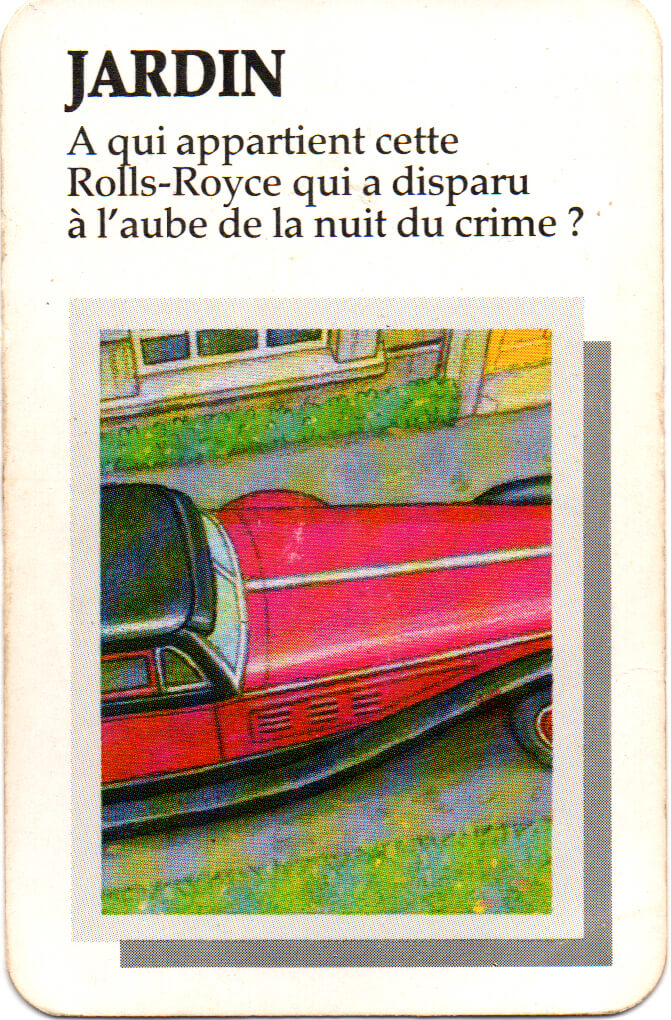 JARDIN
A qui appartient cette
Rolls-Royce qui a disparu
à l'aube de la nuit du crime ?